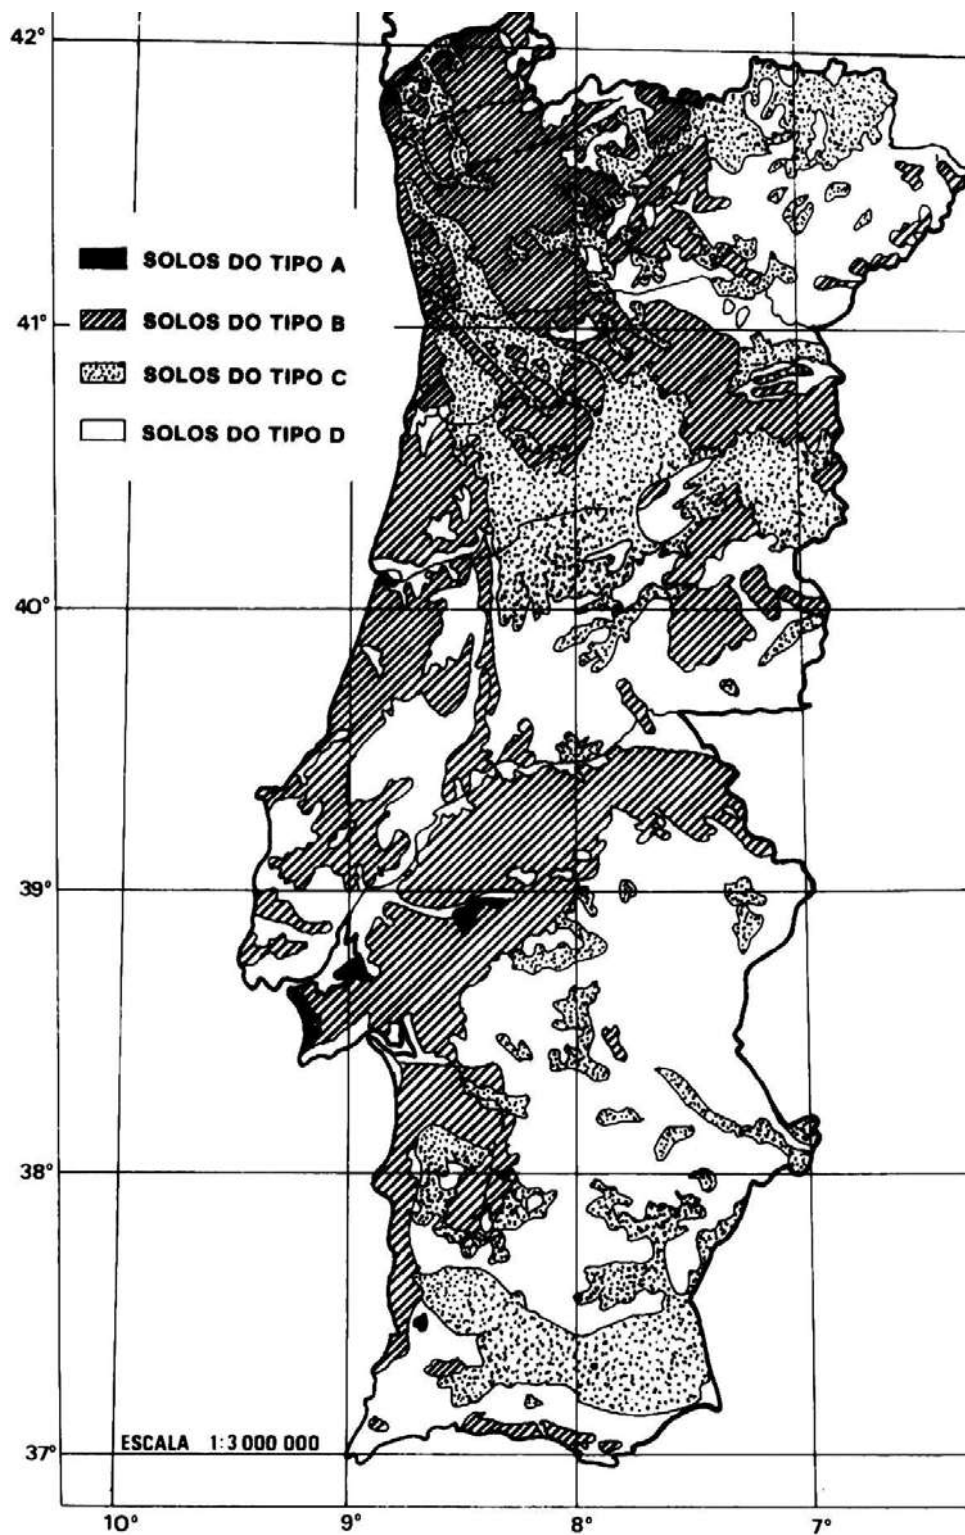 42°
SOLOS DO TIPO A
SOLOS DO TIPO B
41°
SOLOS DO TIPO C
SOLOS DO TIPO D
40°
39°
38°
ESCALA 1:3 000 000
37°
10° 9° 8° 7°